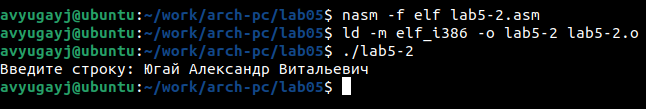 avyugayj@ubuntu:~/work/arch-pc/lab05$ nasm -f elf lab5-2.asm
avyugayj@ubuntu:~/work/arch-pc/lab05$ ld -m elf_i386 -o lab5-2 lab5-2.o
avyugayj@ubuntu:~/work/arch-pc/lab05$ ./lab5-2
Введите строку: Югай Александр Витальевич
avyugayj@ubuntu:~/work/arch-pc/lab05$